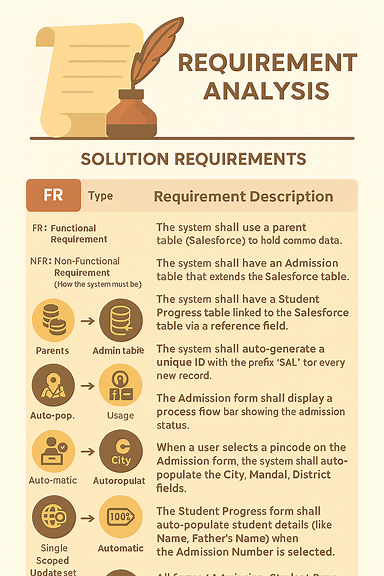 REQUIREMENT
ANALYSIS
SOLUTION REQUIREMENTS
FR
Type
Requirement Description
FR: Functional
Requirement
NFR: Non-Functional
Requirement
(How the system must be)
Parents
Admin table
Auto-pop.
Usage
Auto-matic
City
Autoropulat
100%
Single
Scoped
Update set
Automatic
The system shall use a parent
table (Salesforce) to hold commo data.
The system shall have an Admission
table that extends the Salesforce table.
The system shall have a Student
Progress table linked to the Salesforce
table via a reference field.
The system shall auto-generate a
unique ID with the prefix 'SAL' tor every
new record.
The Admission form shall display a
process flow bar showing the admission
status.
When a user selects a pincode on the
Admission form, the system shall auto-
populate the City, Mandal, District
fields.
The Student Progress form shall
auto-populate student details (like
Name, Father's Name) when
the Admission Number is selected.